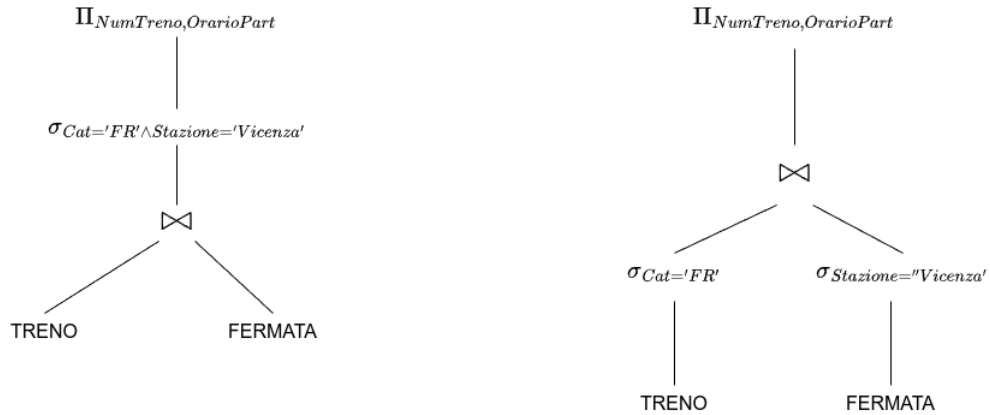 Π_{NumTreno,OrarioPart}
σ_{Cat='FR'∧Stazione='Vicenza'}
⋈
TRENO FERMATA
Π_{NumTreno,OrarioPart}
⋈
σ_{Cat='FR'} σ_{Stazione=''Vicenza'}
TRENO FERMATA